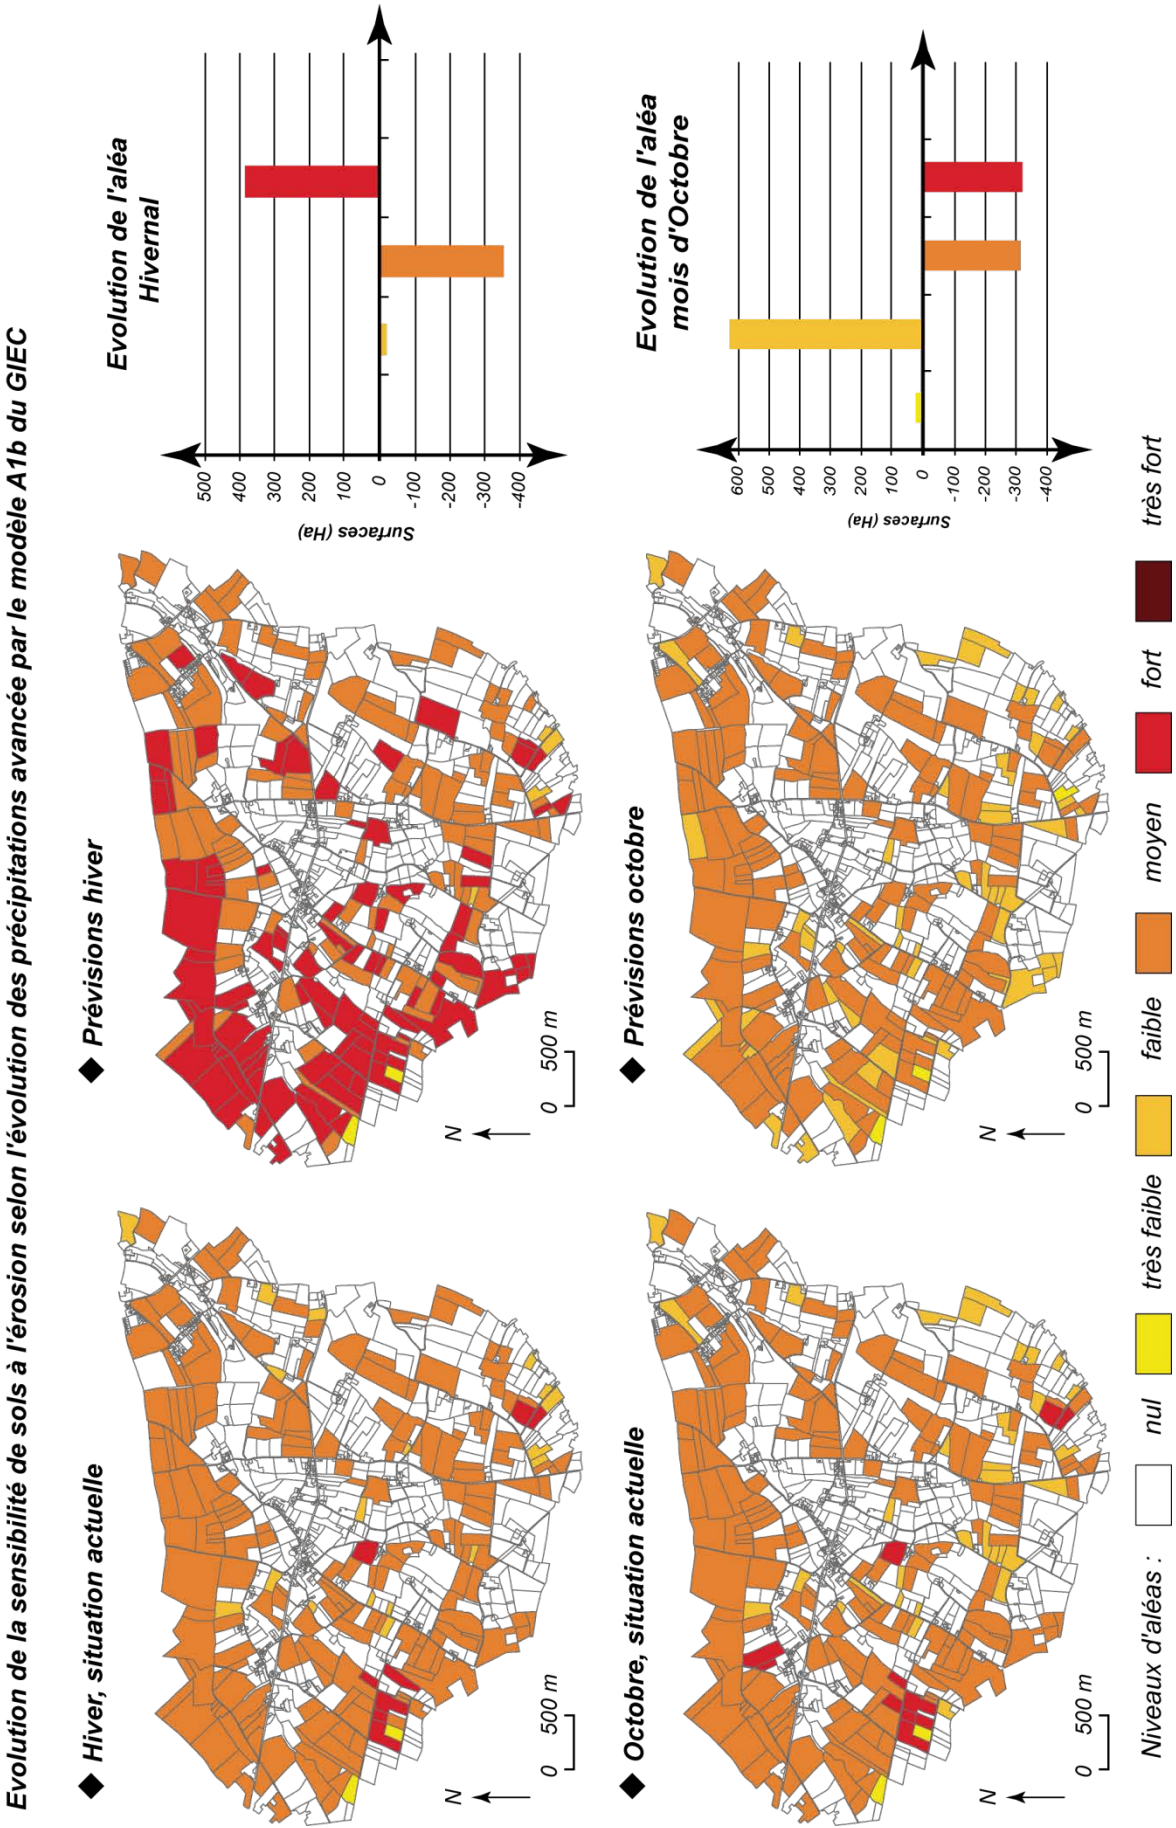 Evolution de la sensibilité de sols à l'érosion selon l'évolution des précipitations avancée par le modèle A1b du GIEC
Hiver, situation actuelle
N
0 500 m
Prévisions hiver
N
0 500 m
Evolution de l'aléa
Hivernal
Surfaces (Ha)
500
400
300
200
100
0
-100
-200
-300
-400
Octobre, situation actuelle
N
0 500 m
Prévisions octobre
N
0 500 m
Evolution de l'aléa
mois d'Octobre
Surfaces (Ha)
600
500
400
300
200
100
0
-100
-200
-300
-400
Niveaux d'aléas : nul très faible faible moyen fort très fort